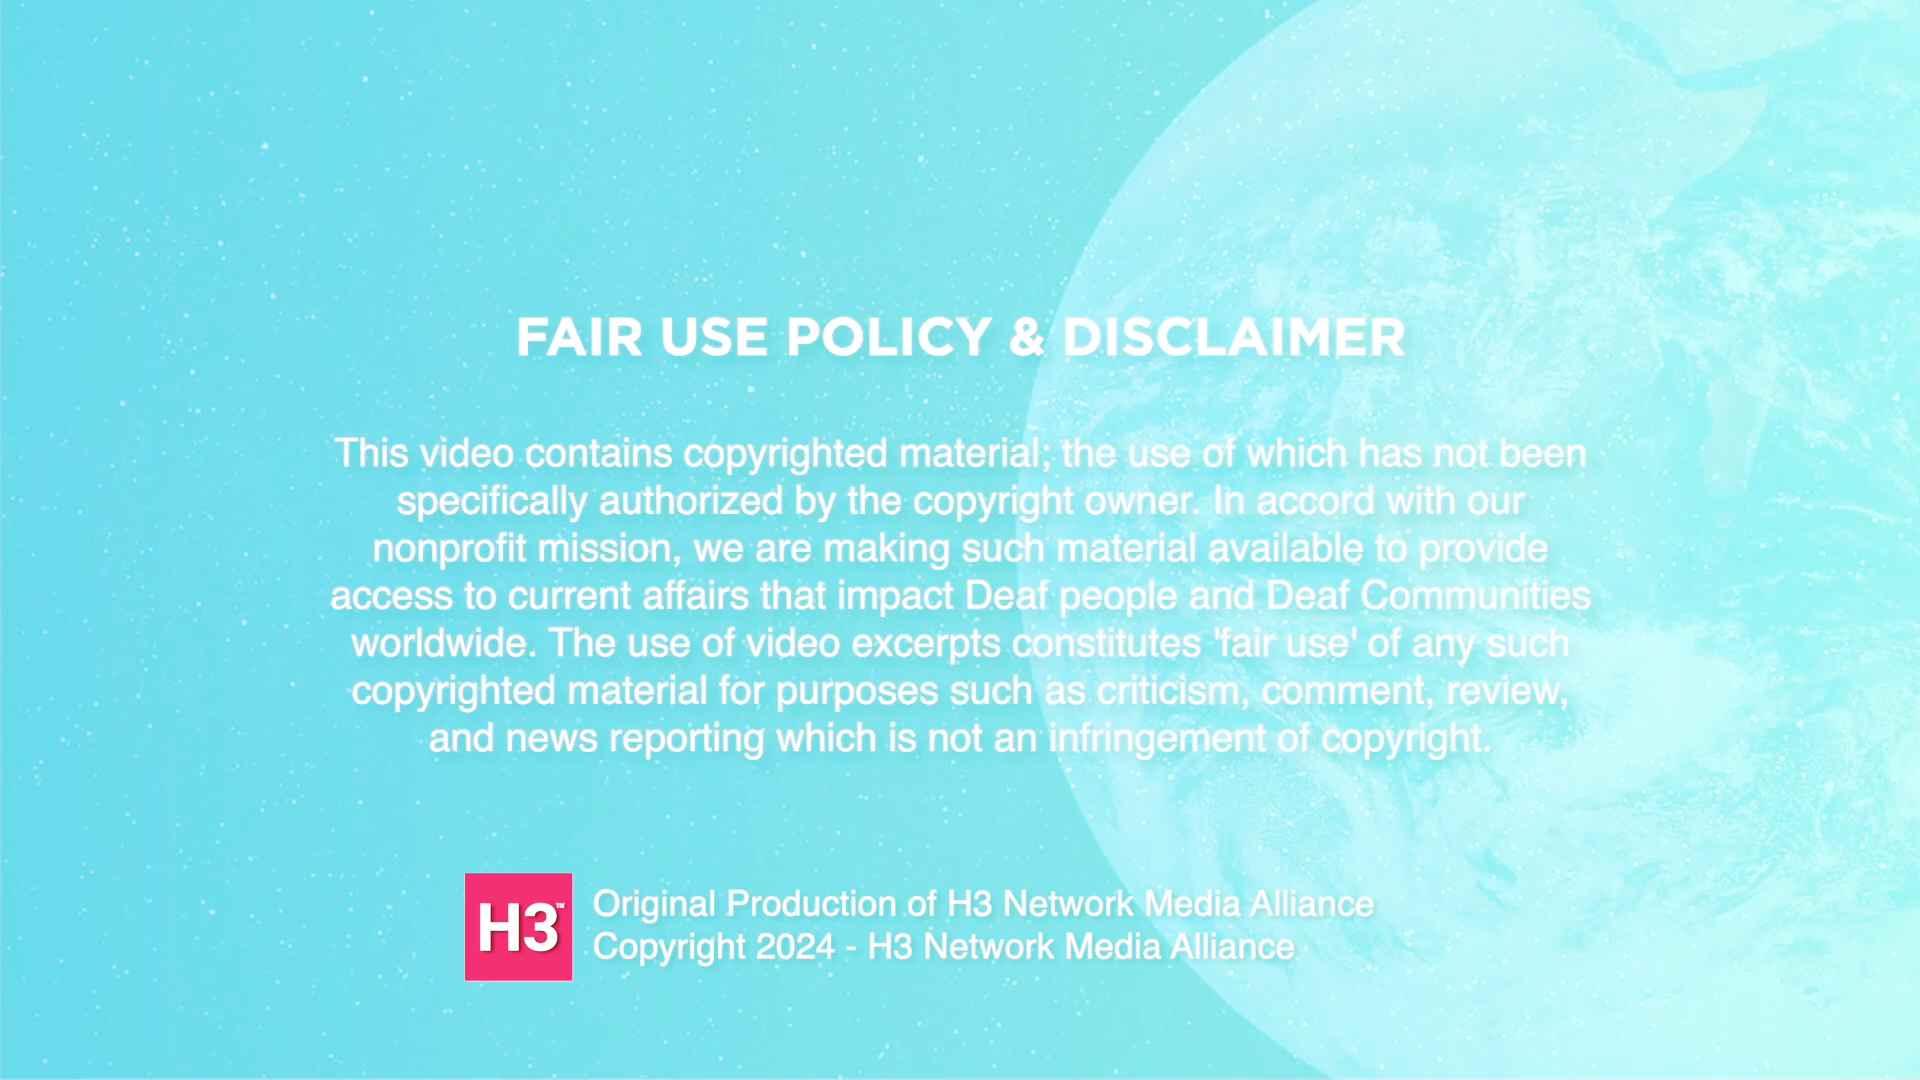 FAIR USE POLICY & DISCLAIMER
This video contains copyrighted material; the use of which has not been
specifically authorized by the copyright owner. In accord with our
nonprofit mission, we are making such material available to provide
access to current affairs that impact Deaf people and Deaf Communities
worldwide. The use of video excerpts constitutes 'fair use' of any such
copyrighted material for purposes such as criticism, comment, review,
and news reporting which is not an infringement of copyright.
H3™
Original Production of H3 Network Media Alliance
Copyright 2024 - H3 Network Media Alliance